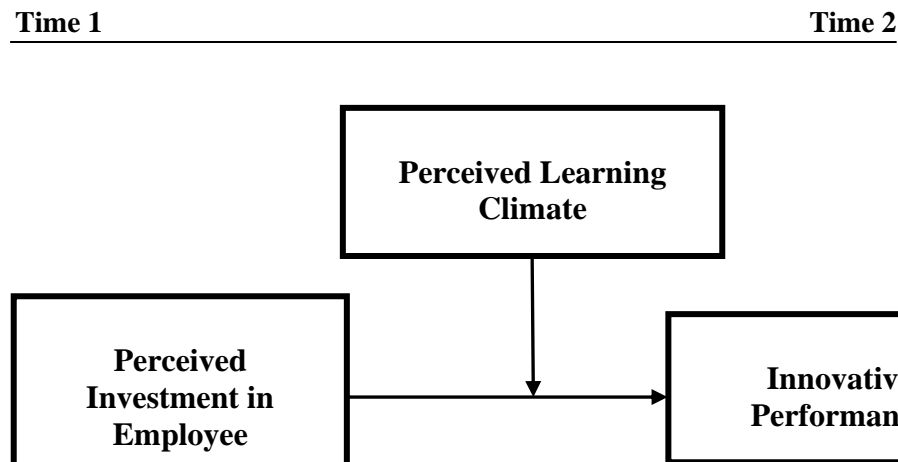 Time 1 Time 2
Perceived Learning
Climate
Perceived
Investment in
Employee
Innovativ
Performan